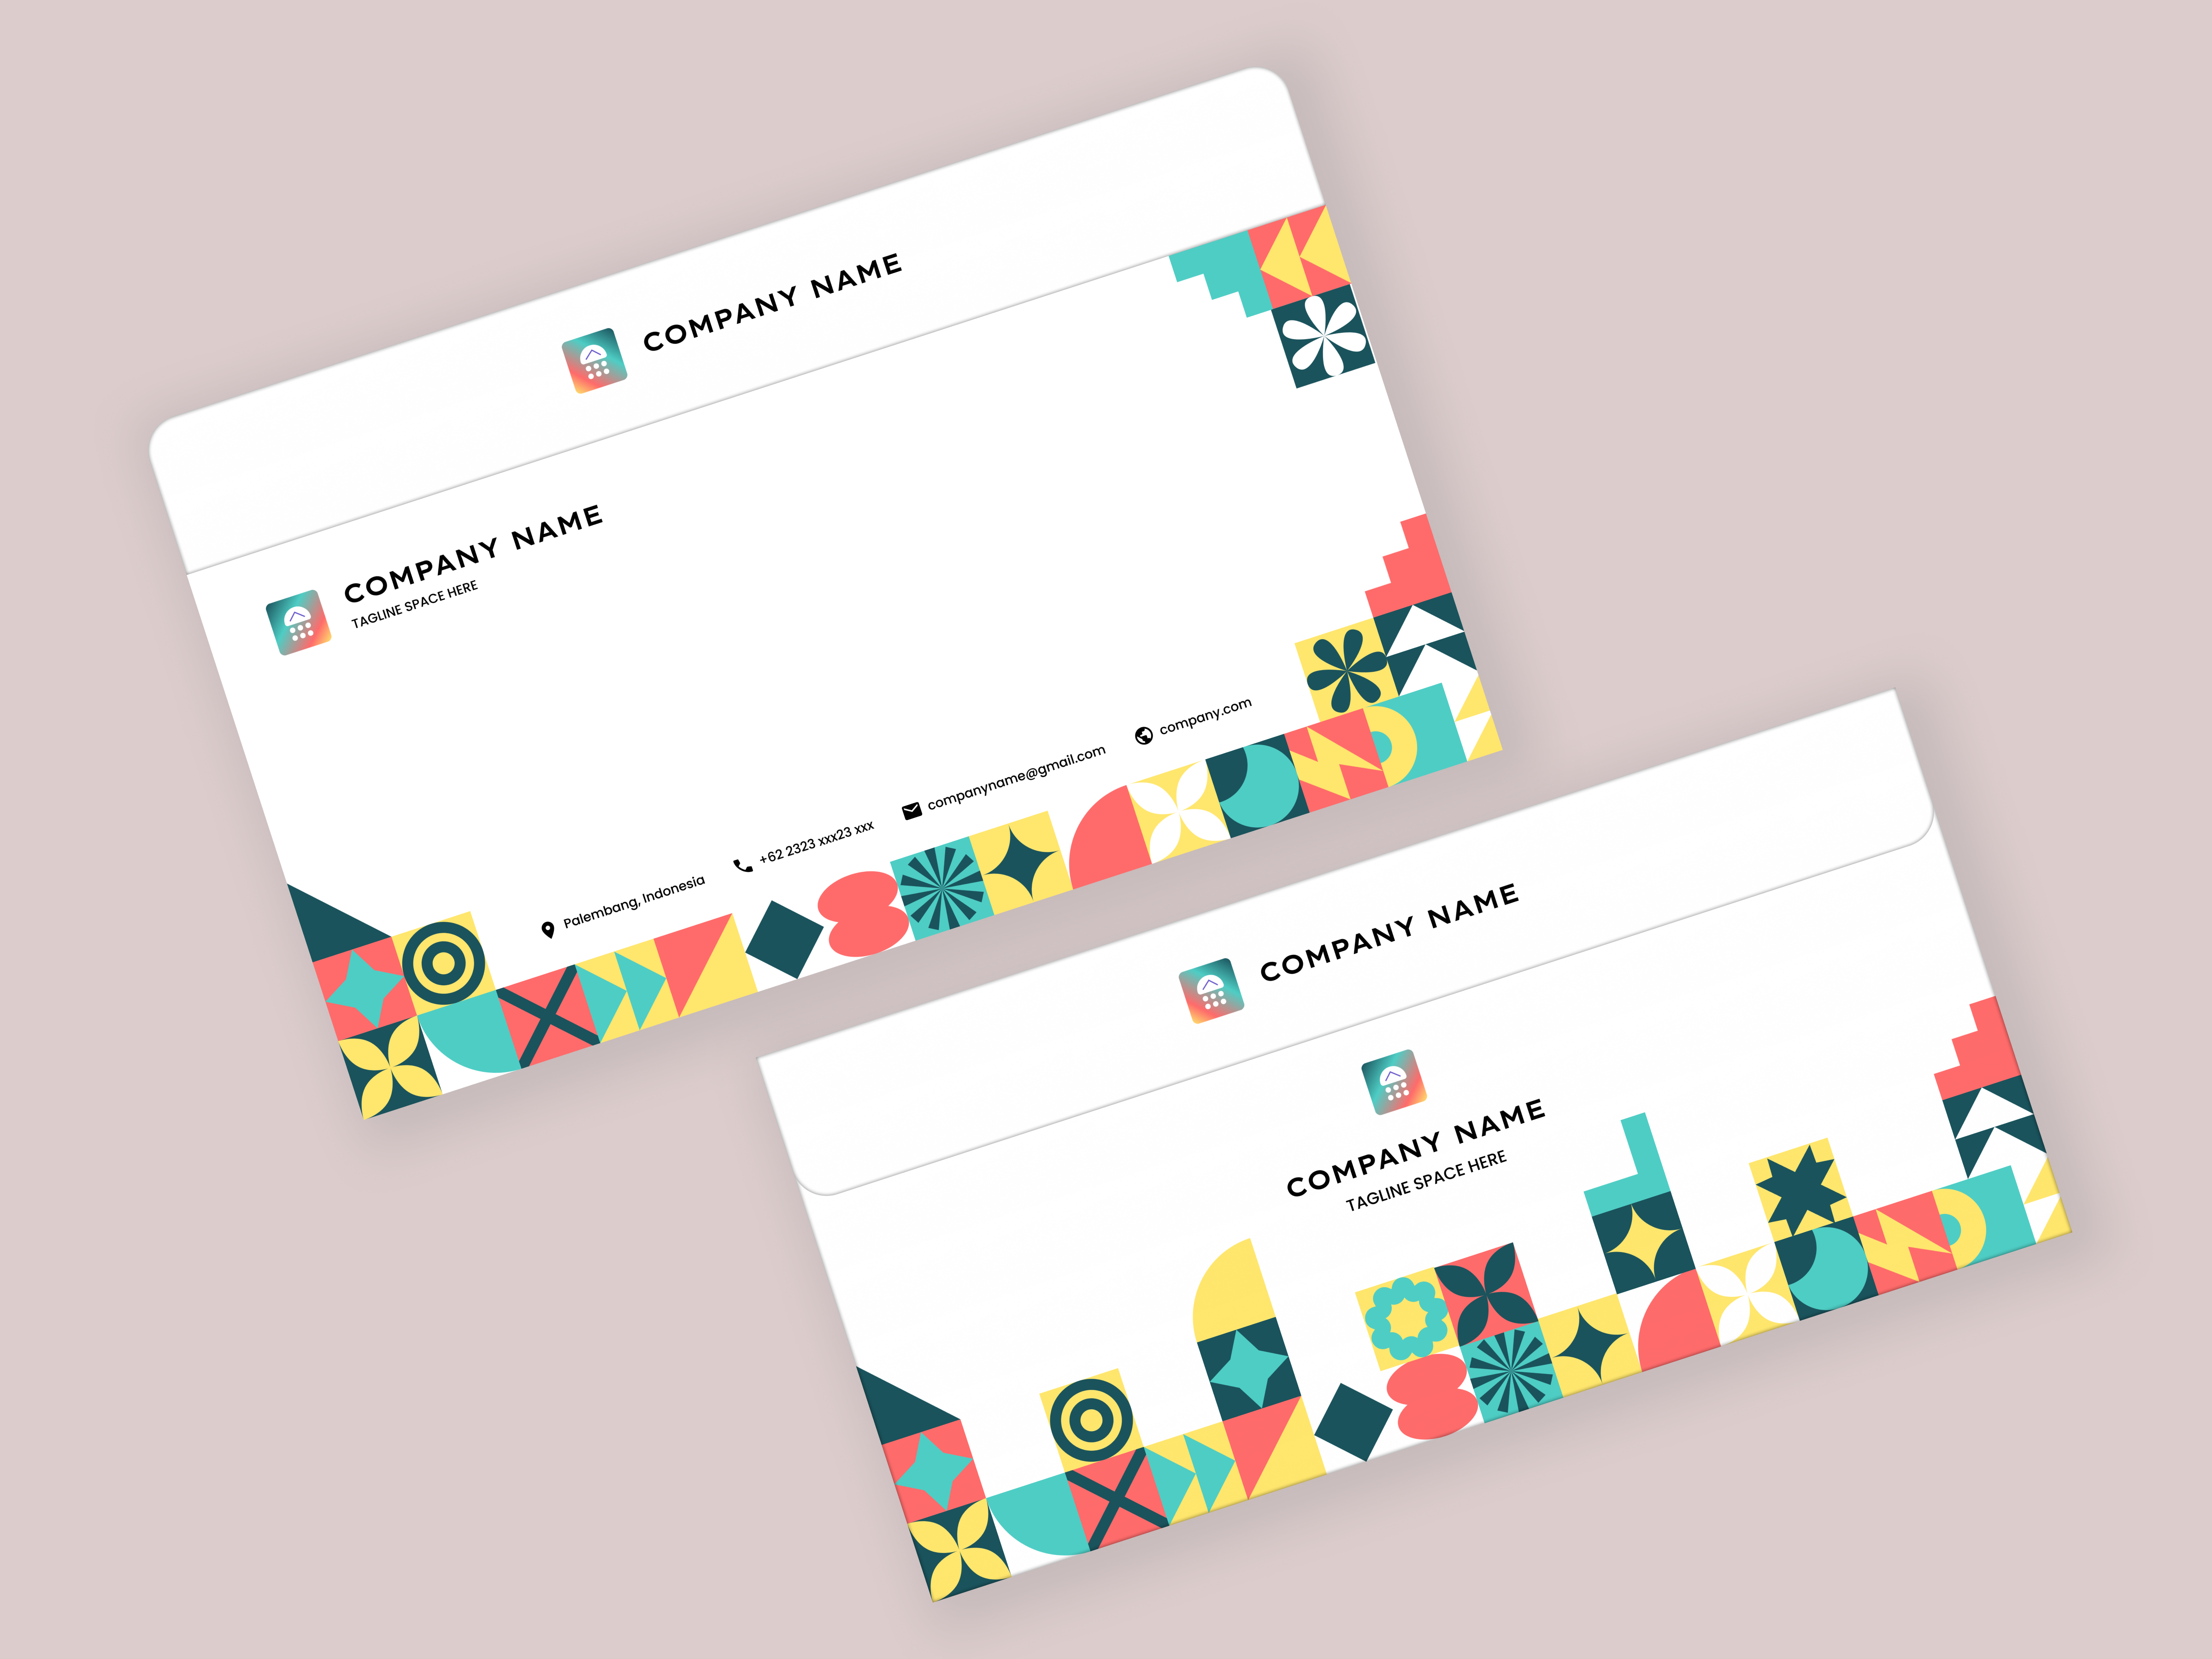 COMPANY NAME
COMPANY NAME
TAGLINE SPACE HERE
Palembang, Indonesia
+62 2323 xxx23 xxx
companyname@gmail.com
company.com
COMPANY NAME
COMPANY NAME
TAGLINE SPACE HERE